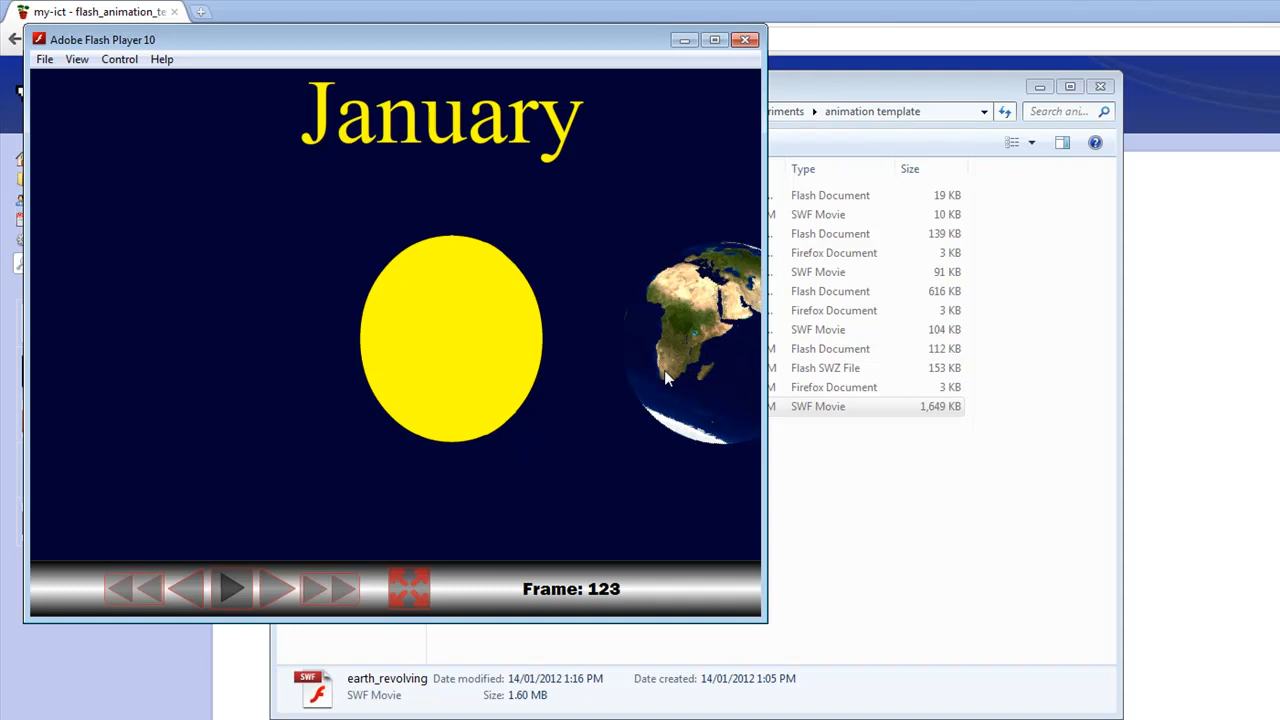 my-ict - flash_animation_te
Adobe Flash Player 10
File View Control Help
January
Frame: 123
riments animation template
Search ani...
Type Size
Flash Document 19 KB
SWF Movie 10 KB
Flash Document 139 KB
Firefox Document 3 KB
SWF Movie 91 KB
Flash Document 616 KB
Firefox Document 3 KB
SWF Movie 104 KB
Flash Document 112 KB
Flash SWZ File 153 KB
Firefox Document 3 KB
SWF Movie 1,649 KB
SWF
earth_revolving Date modified: 14/01/2012 1:16 PM Date created: 14/01/2012 1:05 PM
SWF Movie Size: 1.60 MB